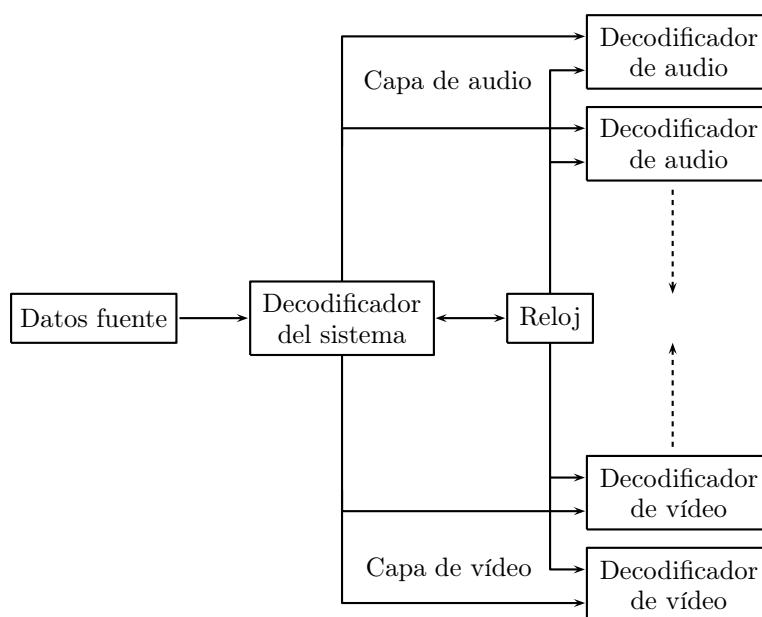 Decodificador
de audio
Capa de audio
Decodificador
de audio
Datos fuente
Decodificador
del sistema
Reloj
Decodificador
de vídeo
Capa de vídeo
Decodificador
de vídeo